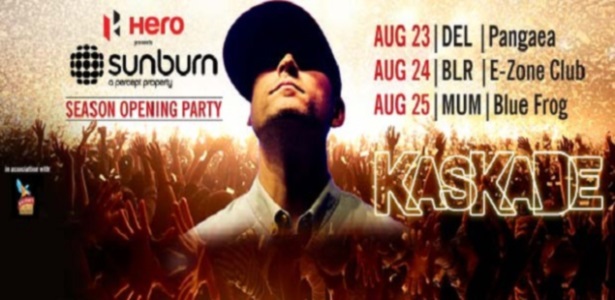 Hero
presents
sunburn
a percept property
SEASON OPENING PARTY
in association with
AUG 23 | DEL | Pangaea
AUG 24 | BLR | E-Zone Club
AUG 25 | MUM | Blue Frog
KASKADE